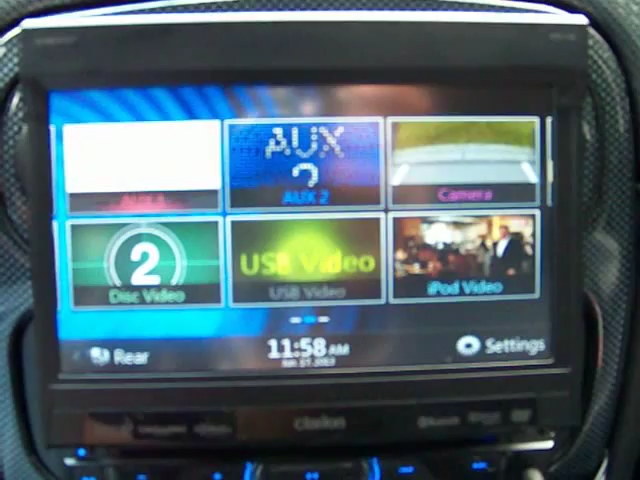 AUX
2
AUX 2
Camera
2
Disc Video
USB Video
USB Video
iPod Video
Rear
11:58 AM
Settings
Clarion